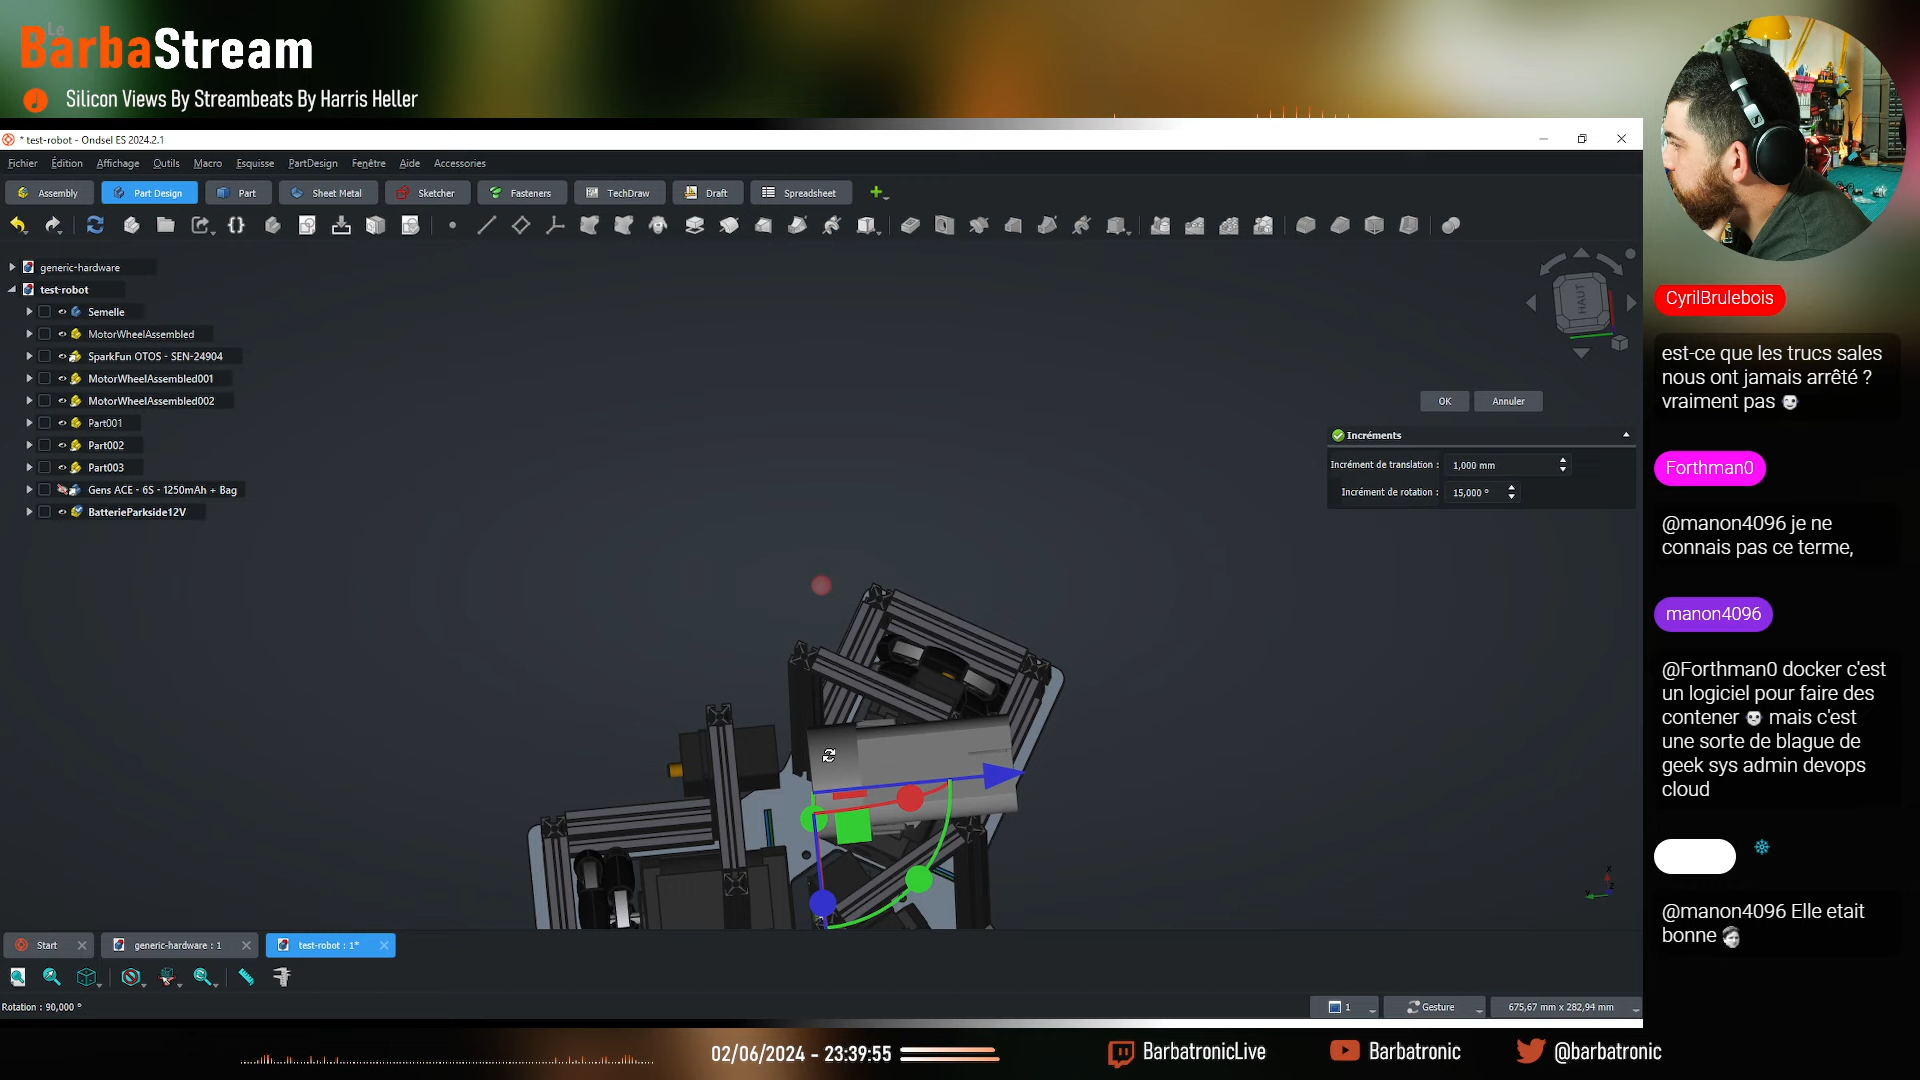 Le
BarbaStream
Silicon Views By Streambeats By Harris Heller
* test-robot - Ondsel ES 2024.2.1
Fichier Édition Affichage Outils Macro Esquisse PartDesign Fenêtre Aide Accessories
Assembly Part Design Part Sheet Metal Sketcher Fasteners TechDraw Draft Spreadsheet
generic-hardware
test-robot
Semelle
MotorWheelAssembled
SparkFun OTOS - SEN-24904
MotorWheelAssembled001
MotorWheelAssembled002
Part001
Part002
Part003
Gens ACE - 6S - 1250mAh + Bag
BatterieParkside12V
HAUT
OK Annuler
Incréments
Incrément de translation : 1,000 mm
Incrément de rotation : 15,000 °
X
Y
Z
Start generic-hardware : 1 test-robot : 1*
Rotation : 90,000 °
1 Gesture 675,67 mm x 282,94 mm
CyrilBrulebois
est-ce que les trucs sales
nous ont jamais arrêté ?
vraiment pas
Forthman0
@manon4096 je ne
connais pas ce terme,
manon4096
@Forthman0 docker c'est
un logiciel pour faire des
contener mais c'est
une sorte de blague de
geek sys admin devops
cloud
@manon4096 Elle etait
bonne
02/06/2024 - 23:39:55
BarbatronicLive
Barbatronic
@barbatronic